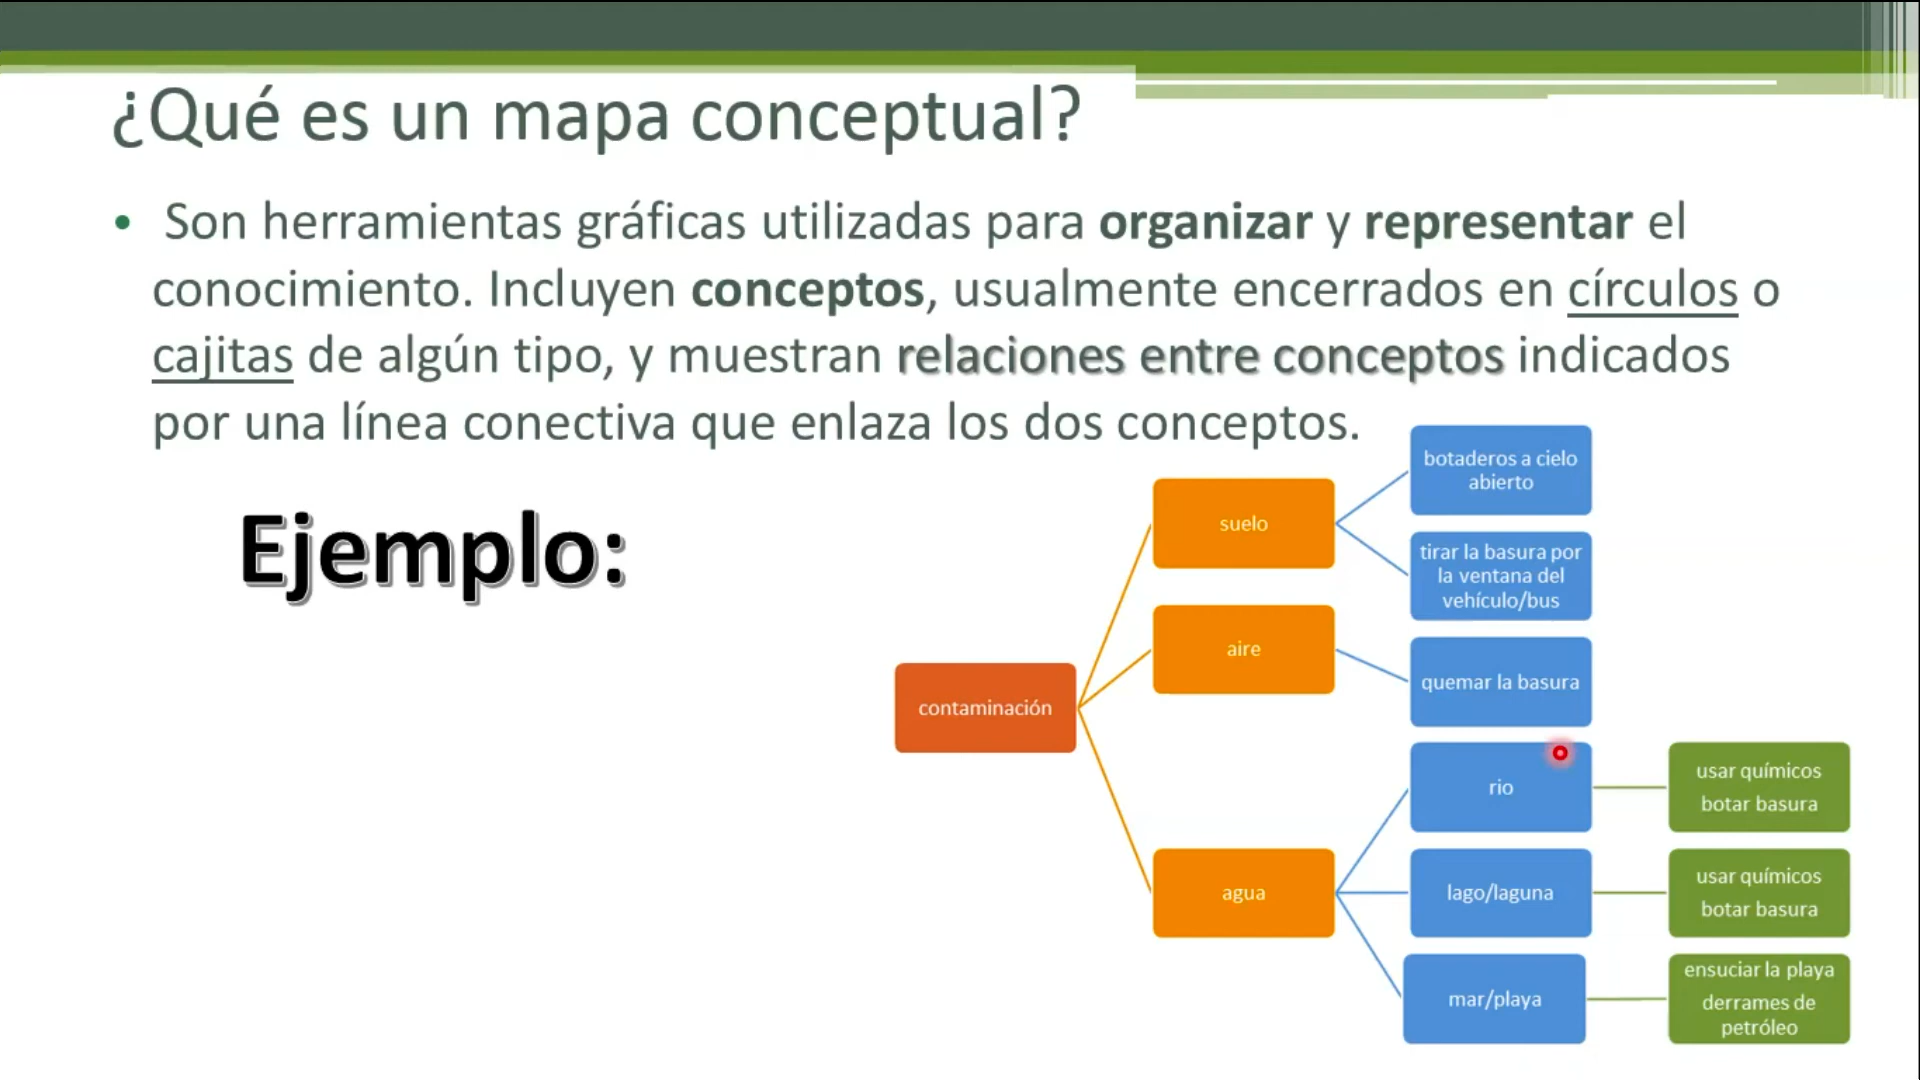 ¿Qué es un mapa conceptual?
• Son herramientas gráficas utilizadas para organizar y representar el
conocimiento. Incluyen conceptos, usualmente encerrados en círculos o
cajitas de algún tipo, y muestran relaciones entre conceptos indicados
por una línea conectiva que enlaza los dos conceptos.
Ejemplo:
contaminación
suelo
botaderos a cielo
abierto
tirar la basura por
la ventana del
vehículo/bus
aire
quemar la basura
agua
rio
usar químicos
botar basura
lago/laguna
usar químicos
botar basura
mar/playa
ensuciar la playa
derrames de
petróleo